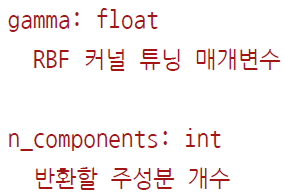 gamma: float
RBF 커널 튜닝 매개변수
n_components: int
반환할 주성분 개수